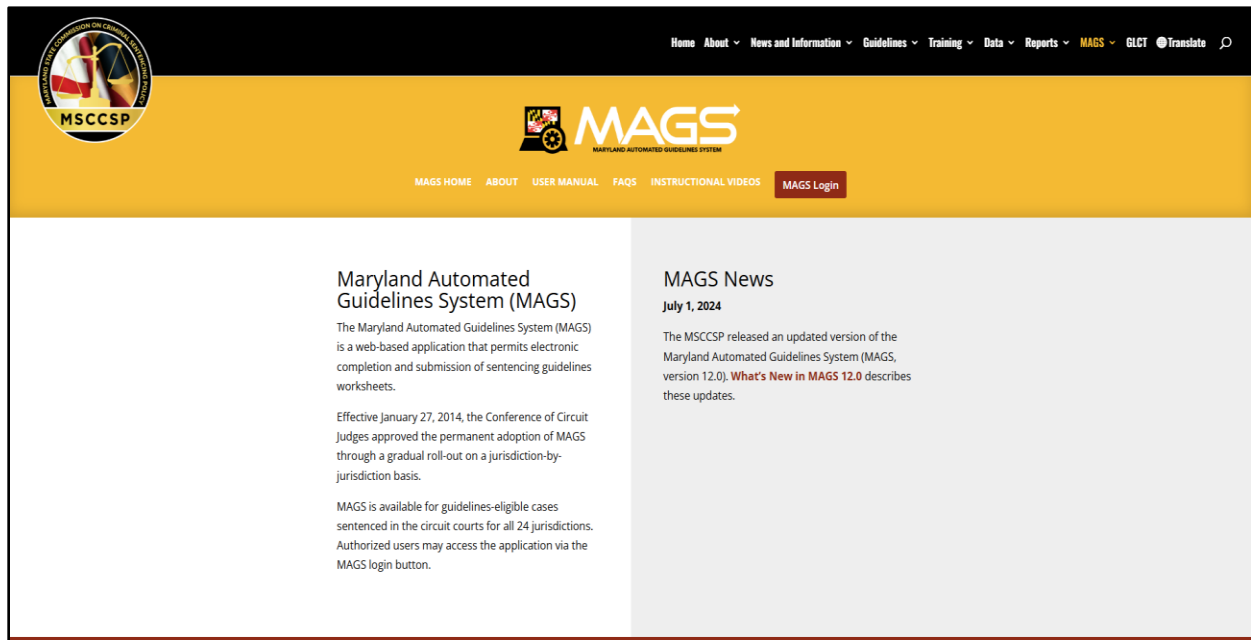 MARYLAND STATE COMMISSION ON CRIMINAL SENTENCING POLICY
MSCCSP
Home About News and Information Guidelines Training Data Reports MAGS GLCT Translate
MAGS
MARYLAND AUTOMATED GUIDELINES SYSTEM
MAGS HOME ABOUT USER MANUAL FAQS INSTRUCTIONAL VIDEOS MAGS Login
Maryland Automated
Guidelines System (MAGS)
The Maryland Automated Guidelines System (MAGS)
is a web-based application that permits electronic
completion and submission of sentencing guidelines
worksheets.
Effective January 27, 2014, the Conference of Circuit
Judges approved the permanent adoption of MAGS
through a gradual roll-out on a jurisdiction-by-
jurisdiction basis.
MAGS is available for guidelines-eligible cases
sentenced in the circuit courts for all 24 jurisdictions.
Authorized users may access the application via the
MAGS login button.
MAGS News
July 1, 2024
The MSCCSP released an updated version of the
Maryland Automated Guidelines System (MAGS,
version 12.0). What's New in MAGS 12.0 describes
these updates.